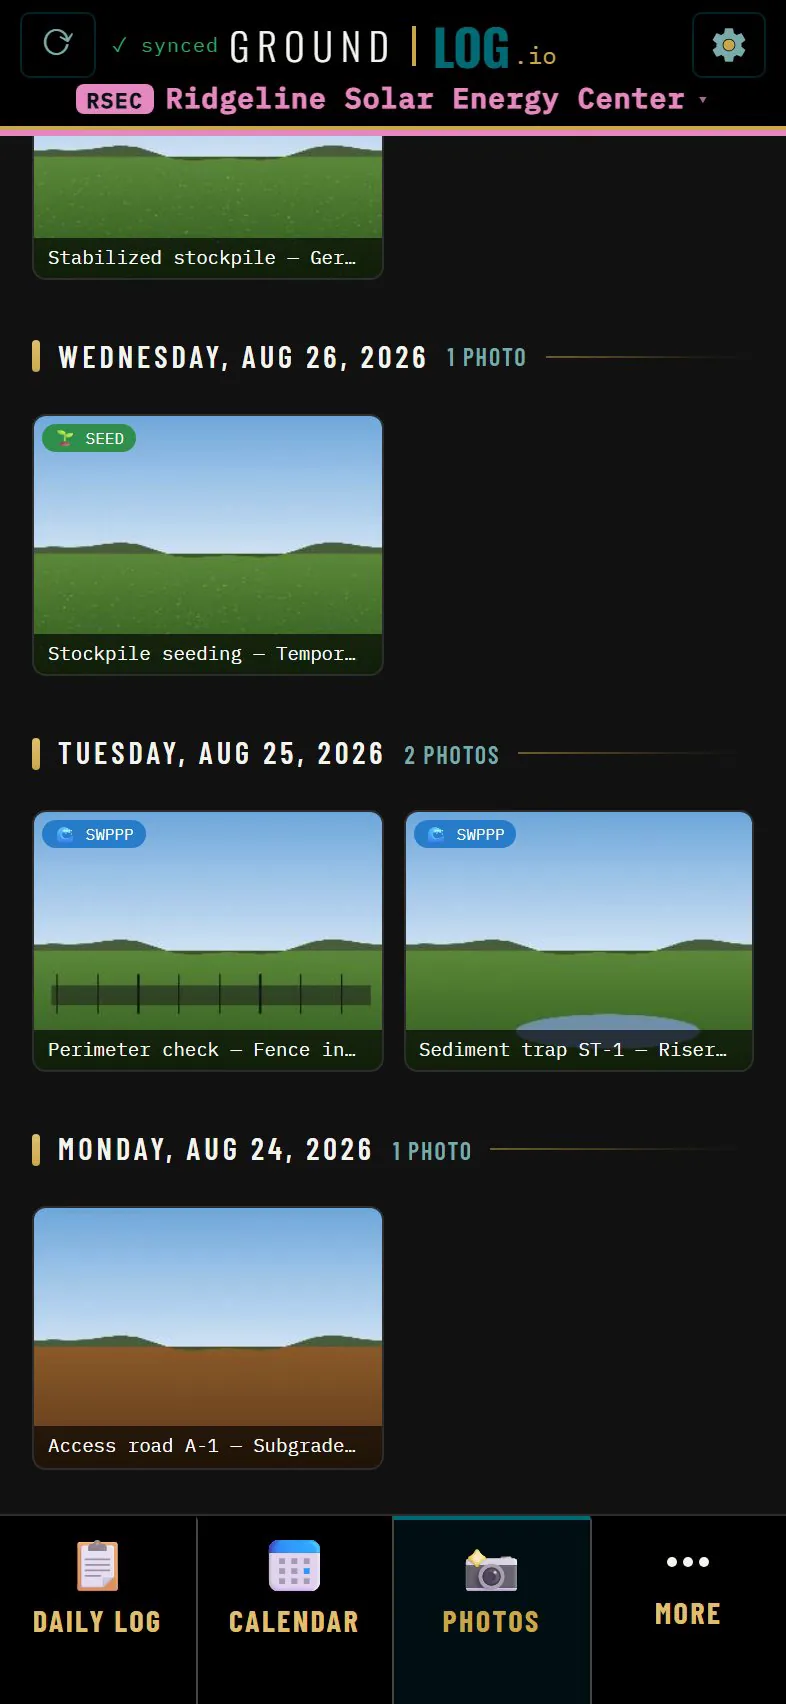 ✓ synced GROUND | LOG.io
RSEC Ridgeline Solar Energy Center ▾
Stabilized stockpile — Ger…
WEDNESDAY, AUG 26, 2026 1 PHOTO
SEED
Stockpile seeding — Tempor…
TUESDAY, AUG 25, 2026 2 PHOTOS
SWPPP
SWPPP
Perimeter check — Fence in…
Sediment trap ST-1 — Riser…
MONDAY, AUG 24, 2026 1 PHOTO
Access road A-1 — Subgrade…
DAILY LOG
CALENDAR
PHOTOS
MORE